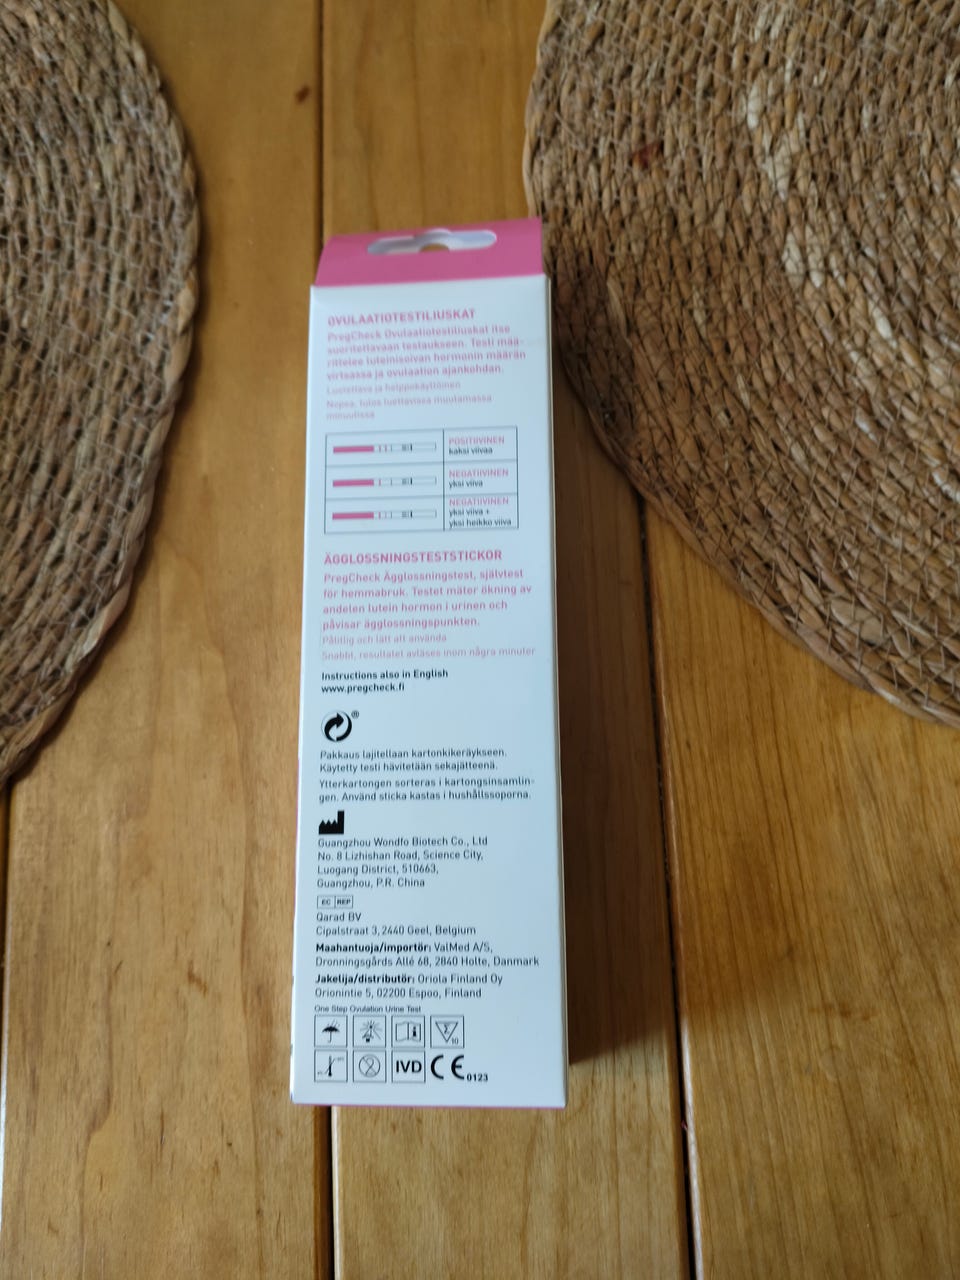 OVULAATIOTESTILIUSKAT
PregCheck Ovulaatiotestiliuskat itse
suoritettavaan testaukseen. Testi mää-
rittelee luteinisoivan hormonin määrän
virtsassa ja ovulaation ajankohdan.
Luotettava ja helppokäyttöinen
Nopea, tulos luettavissa muutamassa
minuutissa
POSITIIVINEN
kaksi viivaa
NEGATIIVINEN
yksi viiva
NEGATIIVINEN
yksi viiva +
yksi heikko viiva
ÄGGLOSSNINGSTESTSTICKOR
PregCheck Ägglossningstest, självtest
för hemmabruk. Testet mäter ökning av
andelen lutein hormon i urinen och
påvisar ägglossningspunkten.
Pålitlig och lätt att använda
Snabbt, resultatet avläses inom några minuter
Instructions also in English
www.pregcheck.fi
®
Pakkaus lajitellaan kartonkikeräykseen.
Käytetty testi hävitetään sekajätteenä.
Ytterkartongen sorteras i kartongsinsamlin-
gen. Använd sticka kastas i hushållssoporna.
Guangzhou Wondfo Biotech Co., Ltd
No. 8 Lizhishan Road, Science City,
Luogang District, 510663,
Guangzhou, P.R. China
EC REP
Qarad BV
Cipalstraat 3, 2440 Geel, Belgium
Maahantuoja/importör: ValMed A/S,
Dronningsgårds Allé 68, 2840 Holte, Danmark
Jakelija/distributör: Oriola Finland Oy
Orionintie 5, 02200 Espoo, Finland
One Step Ovulation Urine Test
Σ 10
2 IVD CE 0123